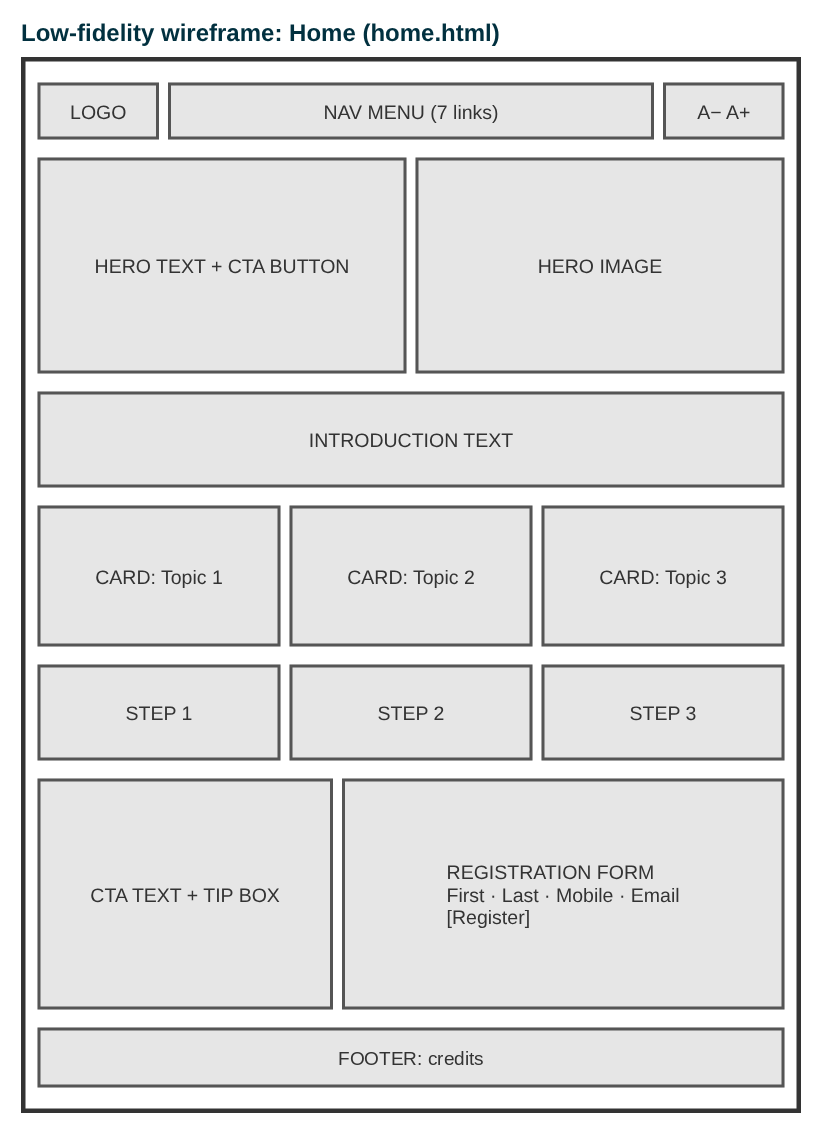 Low-fidelity wireframe: Home (home.html)
LOGO
NAV MENU (7 links)
A− A+
HERO TEXT + CTA BUTTON
HERO IMAGE
INTRODUCTION TEXT
CARD: Topic 1
CARD: Topic 2
CARD: Topic 3
STEP 1
STEP 2
STEP 3
CTA TEXT + TIP BOX
REGISTRATION FORM
First · Last · Mobile · Email
[Register]
FOOTER: credits